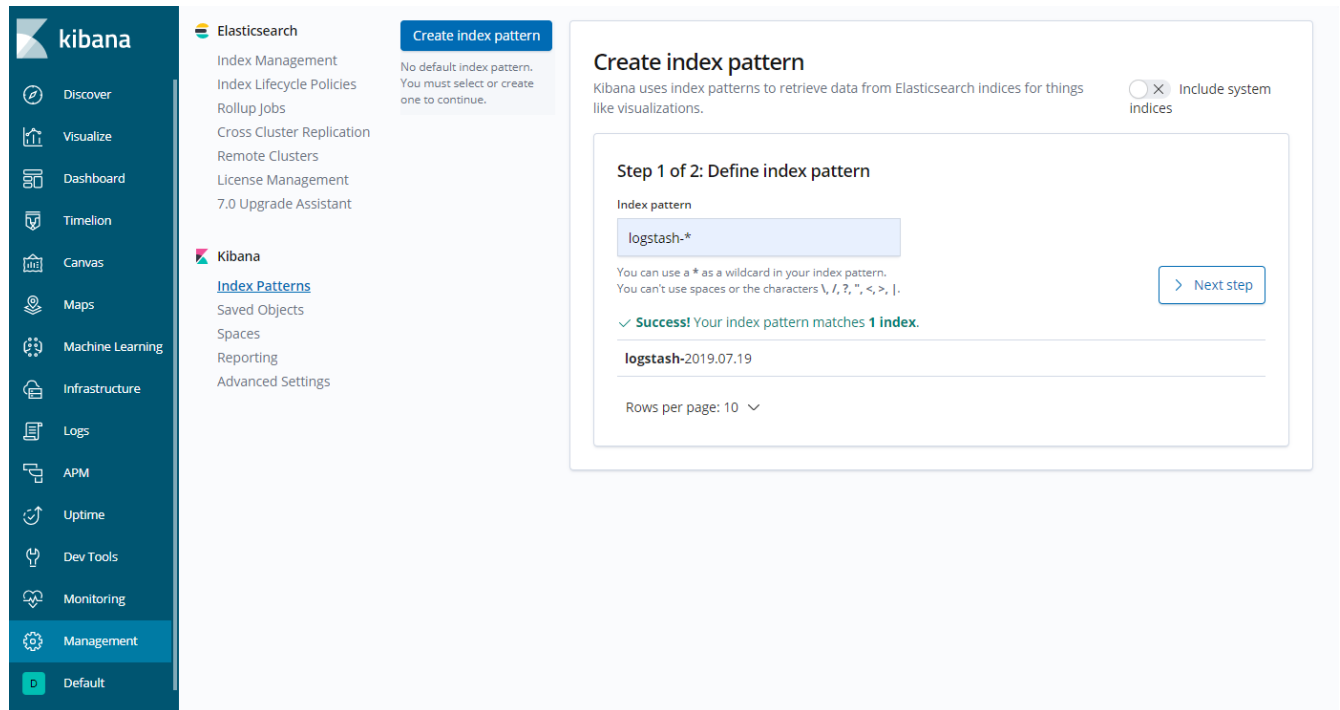 kibana
Discover
Visualize
Dashboard
Timelion
Canvas
Maps
Machine Learning
Infrastructure
Logs
APM
Uptime
Dev Tools
Monitoring
Management
D
Default
Elasticsearch
Index Management
Index Lifecycle Policies
Rollup Jobs
Cross Cluster Replication
Remote Clusters
License Management
7.0 Upgrade Assistant
Kibana
Index Patterns
Saved Objects
Spaces
Reporting
Advanced Settings
Create index pattern
No default index pattern.
You must select or create
one to continue.
Create index pattern
Kibana uses index patterns to retrieve data from Elasticsearch indices for things
like visualizations.
Include system
indices
Step 1 of 2: Define index pattern
Index pattern
logstash-*
You can use a * as a wildcard in your index pattern.
You can't use spaces or the characters \, /, ?, ", <, >, |.
Next step
Success! Your index pattern matches 1 index.
logstash-2019.07.19
Rows per page: 10